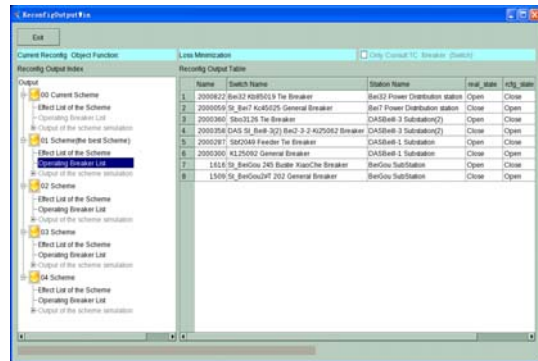 ReconfigOutputWin
Exit
Current Reconfig Object Function: Loss Minimization Only Consult TC Breaker (Switch)
Reconfig Output Index Reconfig Output Table
Output
00 Current Scheme
Effect List of the Scheme
Operating Breaker List
Output of the scheme simulation
01 Scheme(the best Scheme)
Effect List of the Scheme
Operating Breaker List
Output of the scheme simulation
02 Scheme
Effect List of the Scheme
Operating Breaker List
Output of the scheme simulation
03 Scheme
Effect List of the Scheme
Operating Breaker List
Output of the scheme simulation
04 Scheme
Effect List of the Scheme
Operating Breaker List
Output of the scheme simulation
Name Switch Name Station Name real_state rcfg_state
1 2000822 Bei32 Kb85019 Tie Breaker Bei32 Power Distribution station Open Close
2 2000059 St_Bei7 Kc45025 General Breaker Bei7 Power Distribution station Close Open
3 2000360 Sbo3126 Tie Breaker DASBei8-3 Substation(2) Open Close
4 2000358 DAS St_Bei8-3(2) Bei2-3-2-Ki25062 Breaker DASBei8-3 Substation(2) Close Open
5 2000287 Sbf2049 Feeder Tie Breaker DASBei8-1 Substation Open Close
6 2000300 KL25092 General Breaker DASBei8-1 Substation Close Open
7 1616 St_BeiGou 245 Bustie XiaoChe Breaker BeiGou SubStation Open Close
8 1509 St_BeiGou2#T 202 General Breaker BeiGou SubStation Close Open